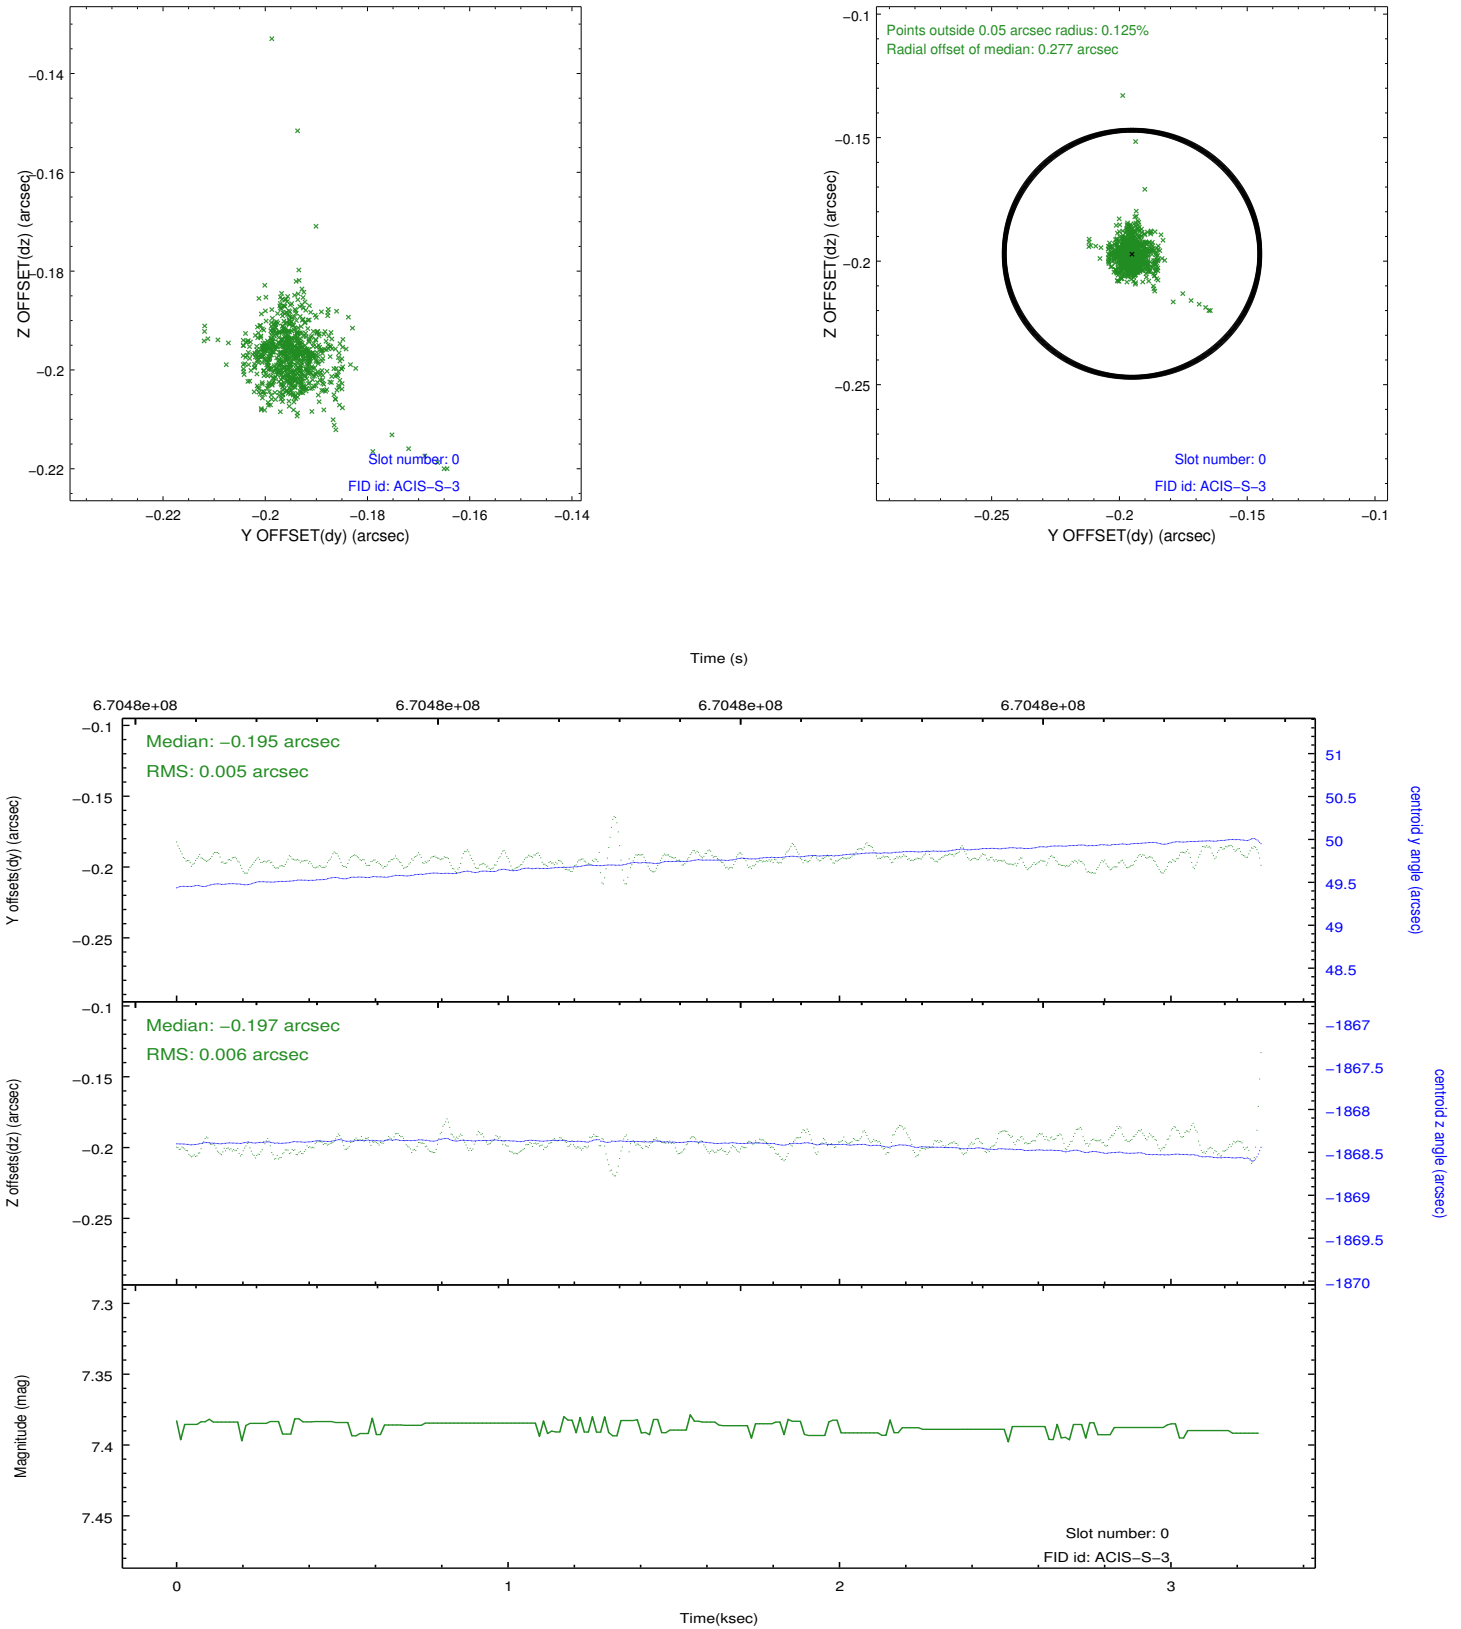 −0.14
−0.16
−0.18
−0.2
−0.22
Z OFFSET(dz) (arcsec)
Slot number: 0
FID id: ACIS−S−3
−0.22
−0.2
−0.18
−0.16
−0.14
Y OFFSET(dy) (arcsec)
−0.1
−0.15
−0.2
−0.25
Z OFFSET(dz) (arcsec)
Points outside 0.05 arcsec radius: 0.125%
Radial offset of median: 0.277 arcsec
Slot number: 0
FID id: ACIS−S−3
−0.25
−0.2
−0.15
−0.1
Y OFFSET(dy) (arcsec)
Time (s)
6.7048e+08
6.7048e+08
6.7048e+08
6.7048e+08
−0.1
−0.15
−0.2
−0.25
Y offsets(dy) (arcsec)
Median: −0.195 arcsec
RMS: 0.005 arcsec
51
50.5
50
49.5
49
48.5
centroid y angle (arcsec)
−0.1
−0.15
−0.2
−0.25
Z offsets(dz) (arcsec)
Median: −0.197 arcsec
RMS: 0.006 arcsec
−1867
−1867.5
−1868
−1868.5
−1869
−1869.5
−1870
centroid z angle (arcsec)
7.3
7.35
7.4
7.45
Magnitude (mag)
Slot number: 0
FID id: ACIS−S−3
0
1
2
3
Time(ksec)